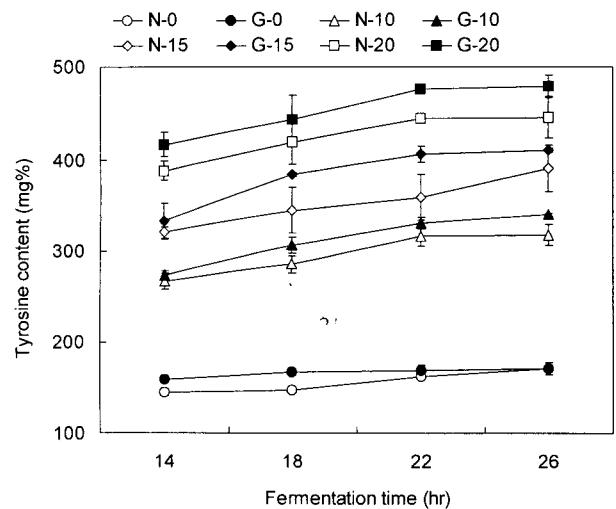 N-0 G-0 N-10 G-10
N-15 G-15 N-20 G-20
500
400
300
200
100
Tyrosine content (mg%)
14 18 22 26
Fermentation time (hr)